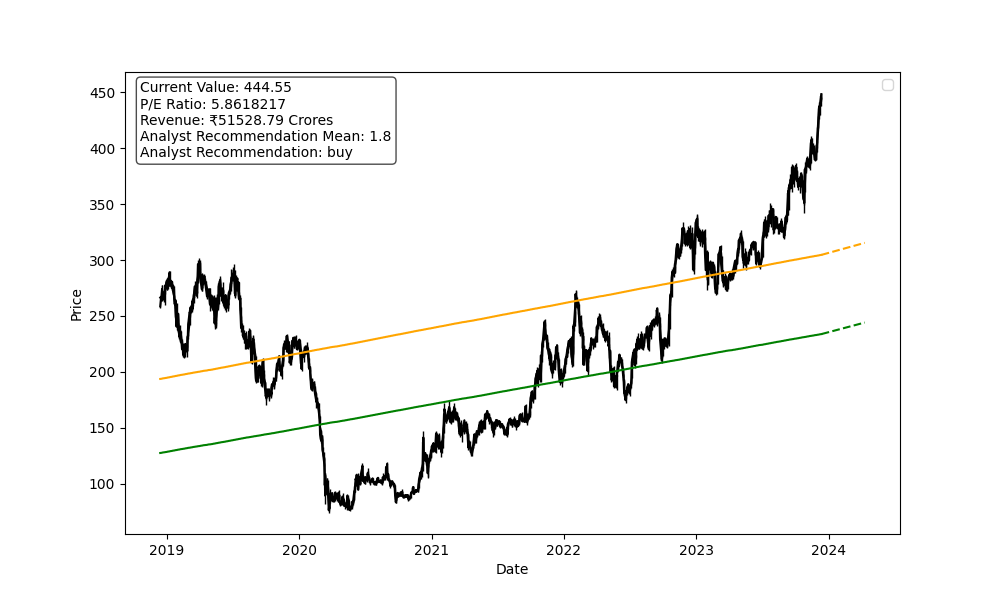 Current Value: 444.55
P/E Ratio: 5.8618217
Revenue: ₹51528.79 Crores
Analyst Recommendation Mean: 1.8
Analyst Recommendation: buy
450
400
350
300
250
200
150
100
Price
2019 2020 2021 2022 2023 2024
Date